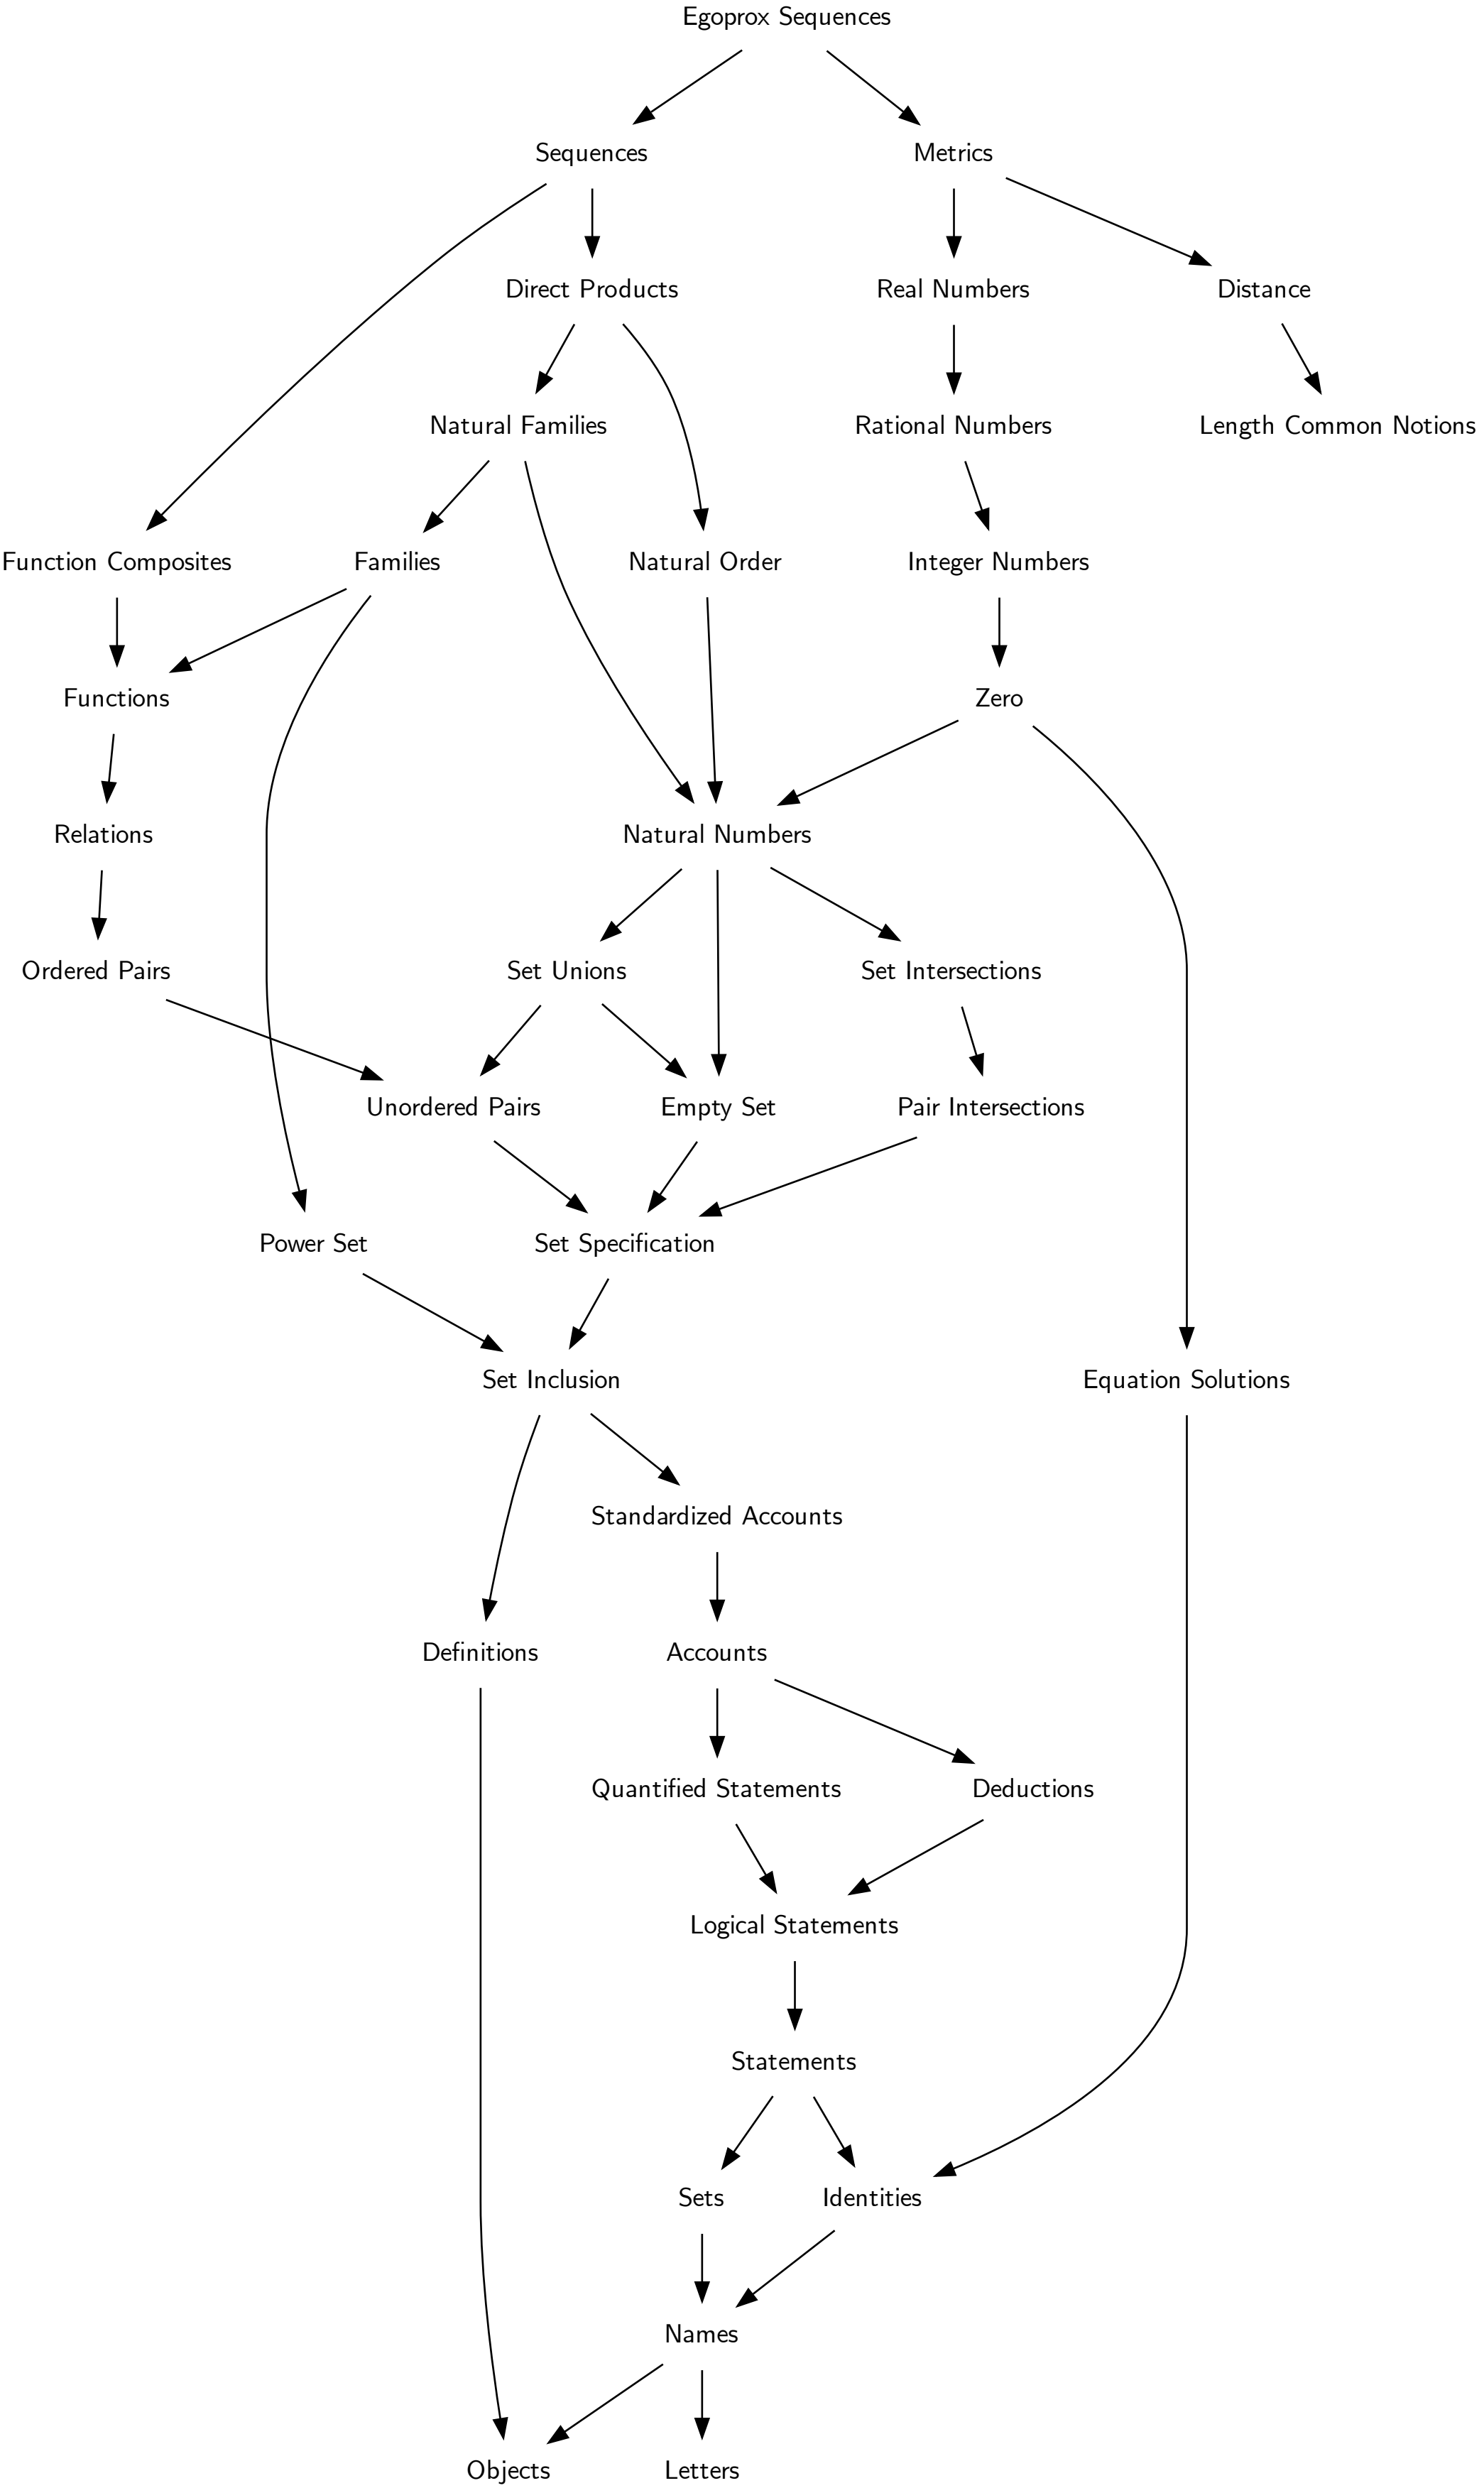 Egoprox Sequences
Sequences
Metrics
Direct Products
Real Numbers
Distance
Natural Families
Rational Numbers
Length Common Notions
Function Composites
Families
Natural Order
Integer Numbers
Functions
Zero
Relations
Natural Numbers
Ordered Pairs
Set Unions
Set Intersections
Unordered Pairs
Empty Set
Pair Intersections
Power Set
Set Specification
Set Inclusion
Equation Solutions
Standardized Accounts
Definitions
Accounts
Quantified Statements
Deductions
Logical Statements
Statements
Sets
Identities
Names
Objects
Letters